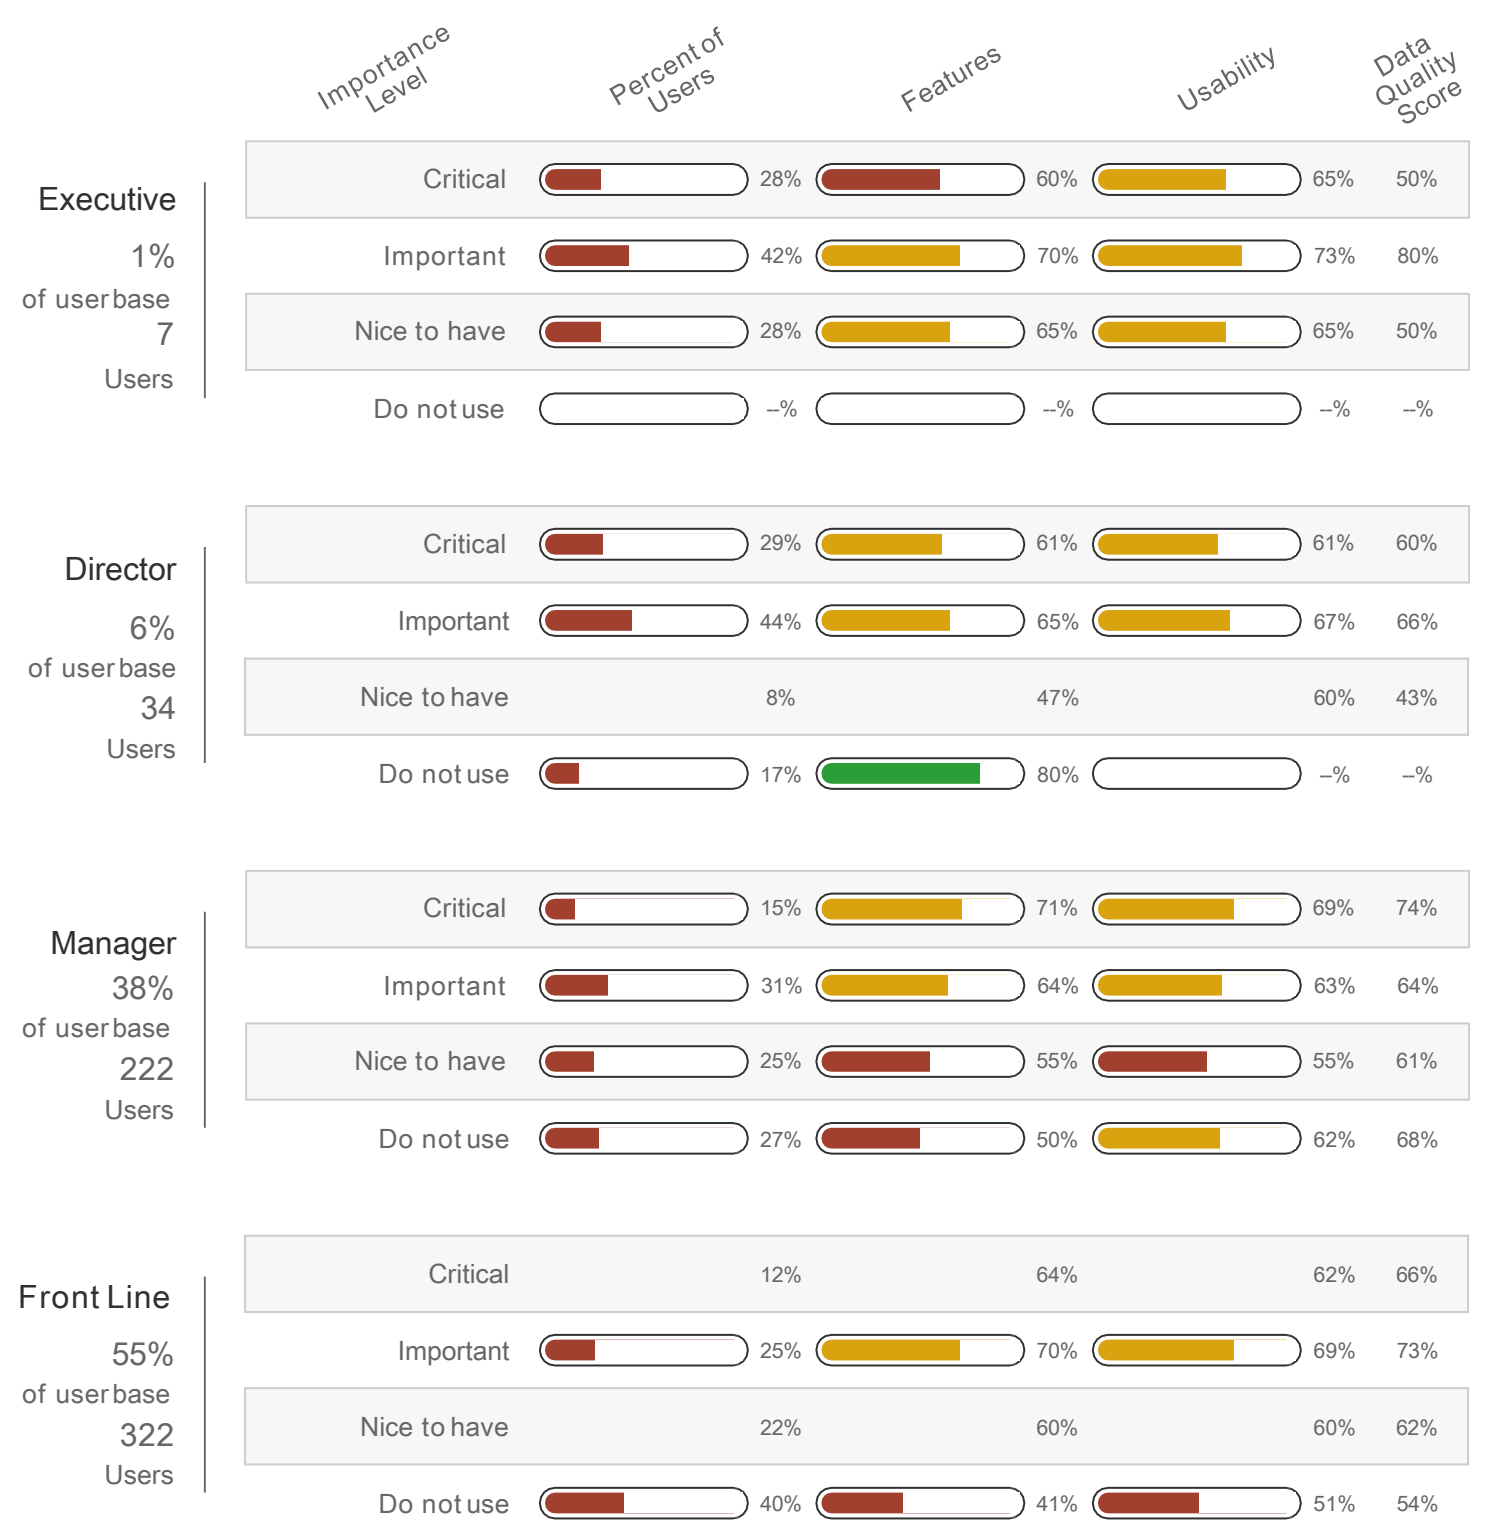 Importance
Level
Percent of
Users
Features
Usability
Data
Quality
Score
Executive
1%
of user base
7
Users
Critical 28% 60% 65% 50%
Important 42% 70% 73% 80%
Nice to have 28% 65% 65% 50%
Do not use --% --% --% --%
Director
6%
of user base
34
Users
Critical 29% 61% 61% 60%
Important 44% 65% 67% 66%
Nice to have 8% 47% 60% 43%
Do not use 17% 80% --% --%
Manager
38%
of user base
222
Users
Critical 15% 71% 69% 74%
Important 31% 64% 63% 64%
Nice to have 25% 55% 55% 61%
Do not use 27% 50% 62% 68%
Front Line
55%
of user base
322
Users
Critical 12% 64% 62% 66%
Important 25% 70% 69% 73%
Nice to have 22% 60% 60% 62%
Do not use 40% 41% 51% 54%